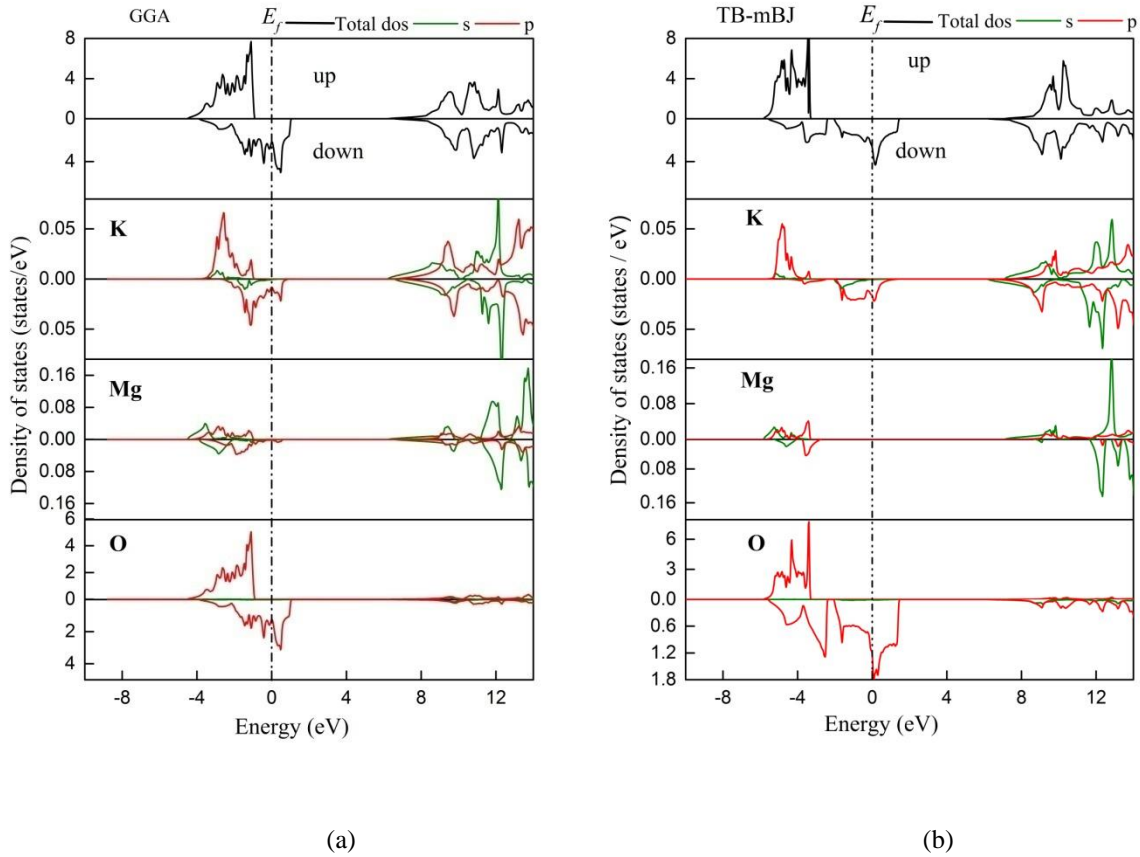 GGA E_f Total dos s p
8
4
0
4
up
down
K
0.05
0.00
0.05
Mg
0.16
0.08
0.00
0.08
0.16
O
6
4
2
0
2
4
-8 -4 0 4 8 12
Energy (eV)
Density of states (states/eV)
(a)
TB-mBJ E_f Total dos s p
8
4
0
4
up
down
K
0.05
0.00
0.05
Mg
0.16
0.08
0.00
0.08
0.16
O
4
2
0.0
0.6
1.2
1.8
-8 -4 0 4 8 12
Energy (eV)
Density of states (states / eV)
(b)